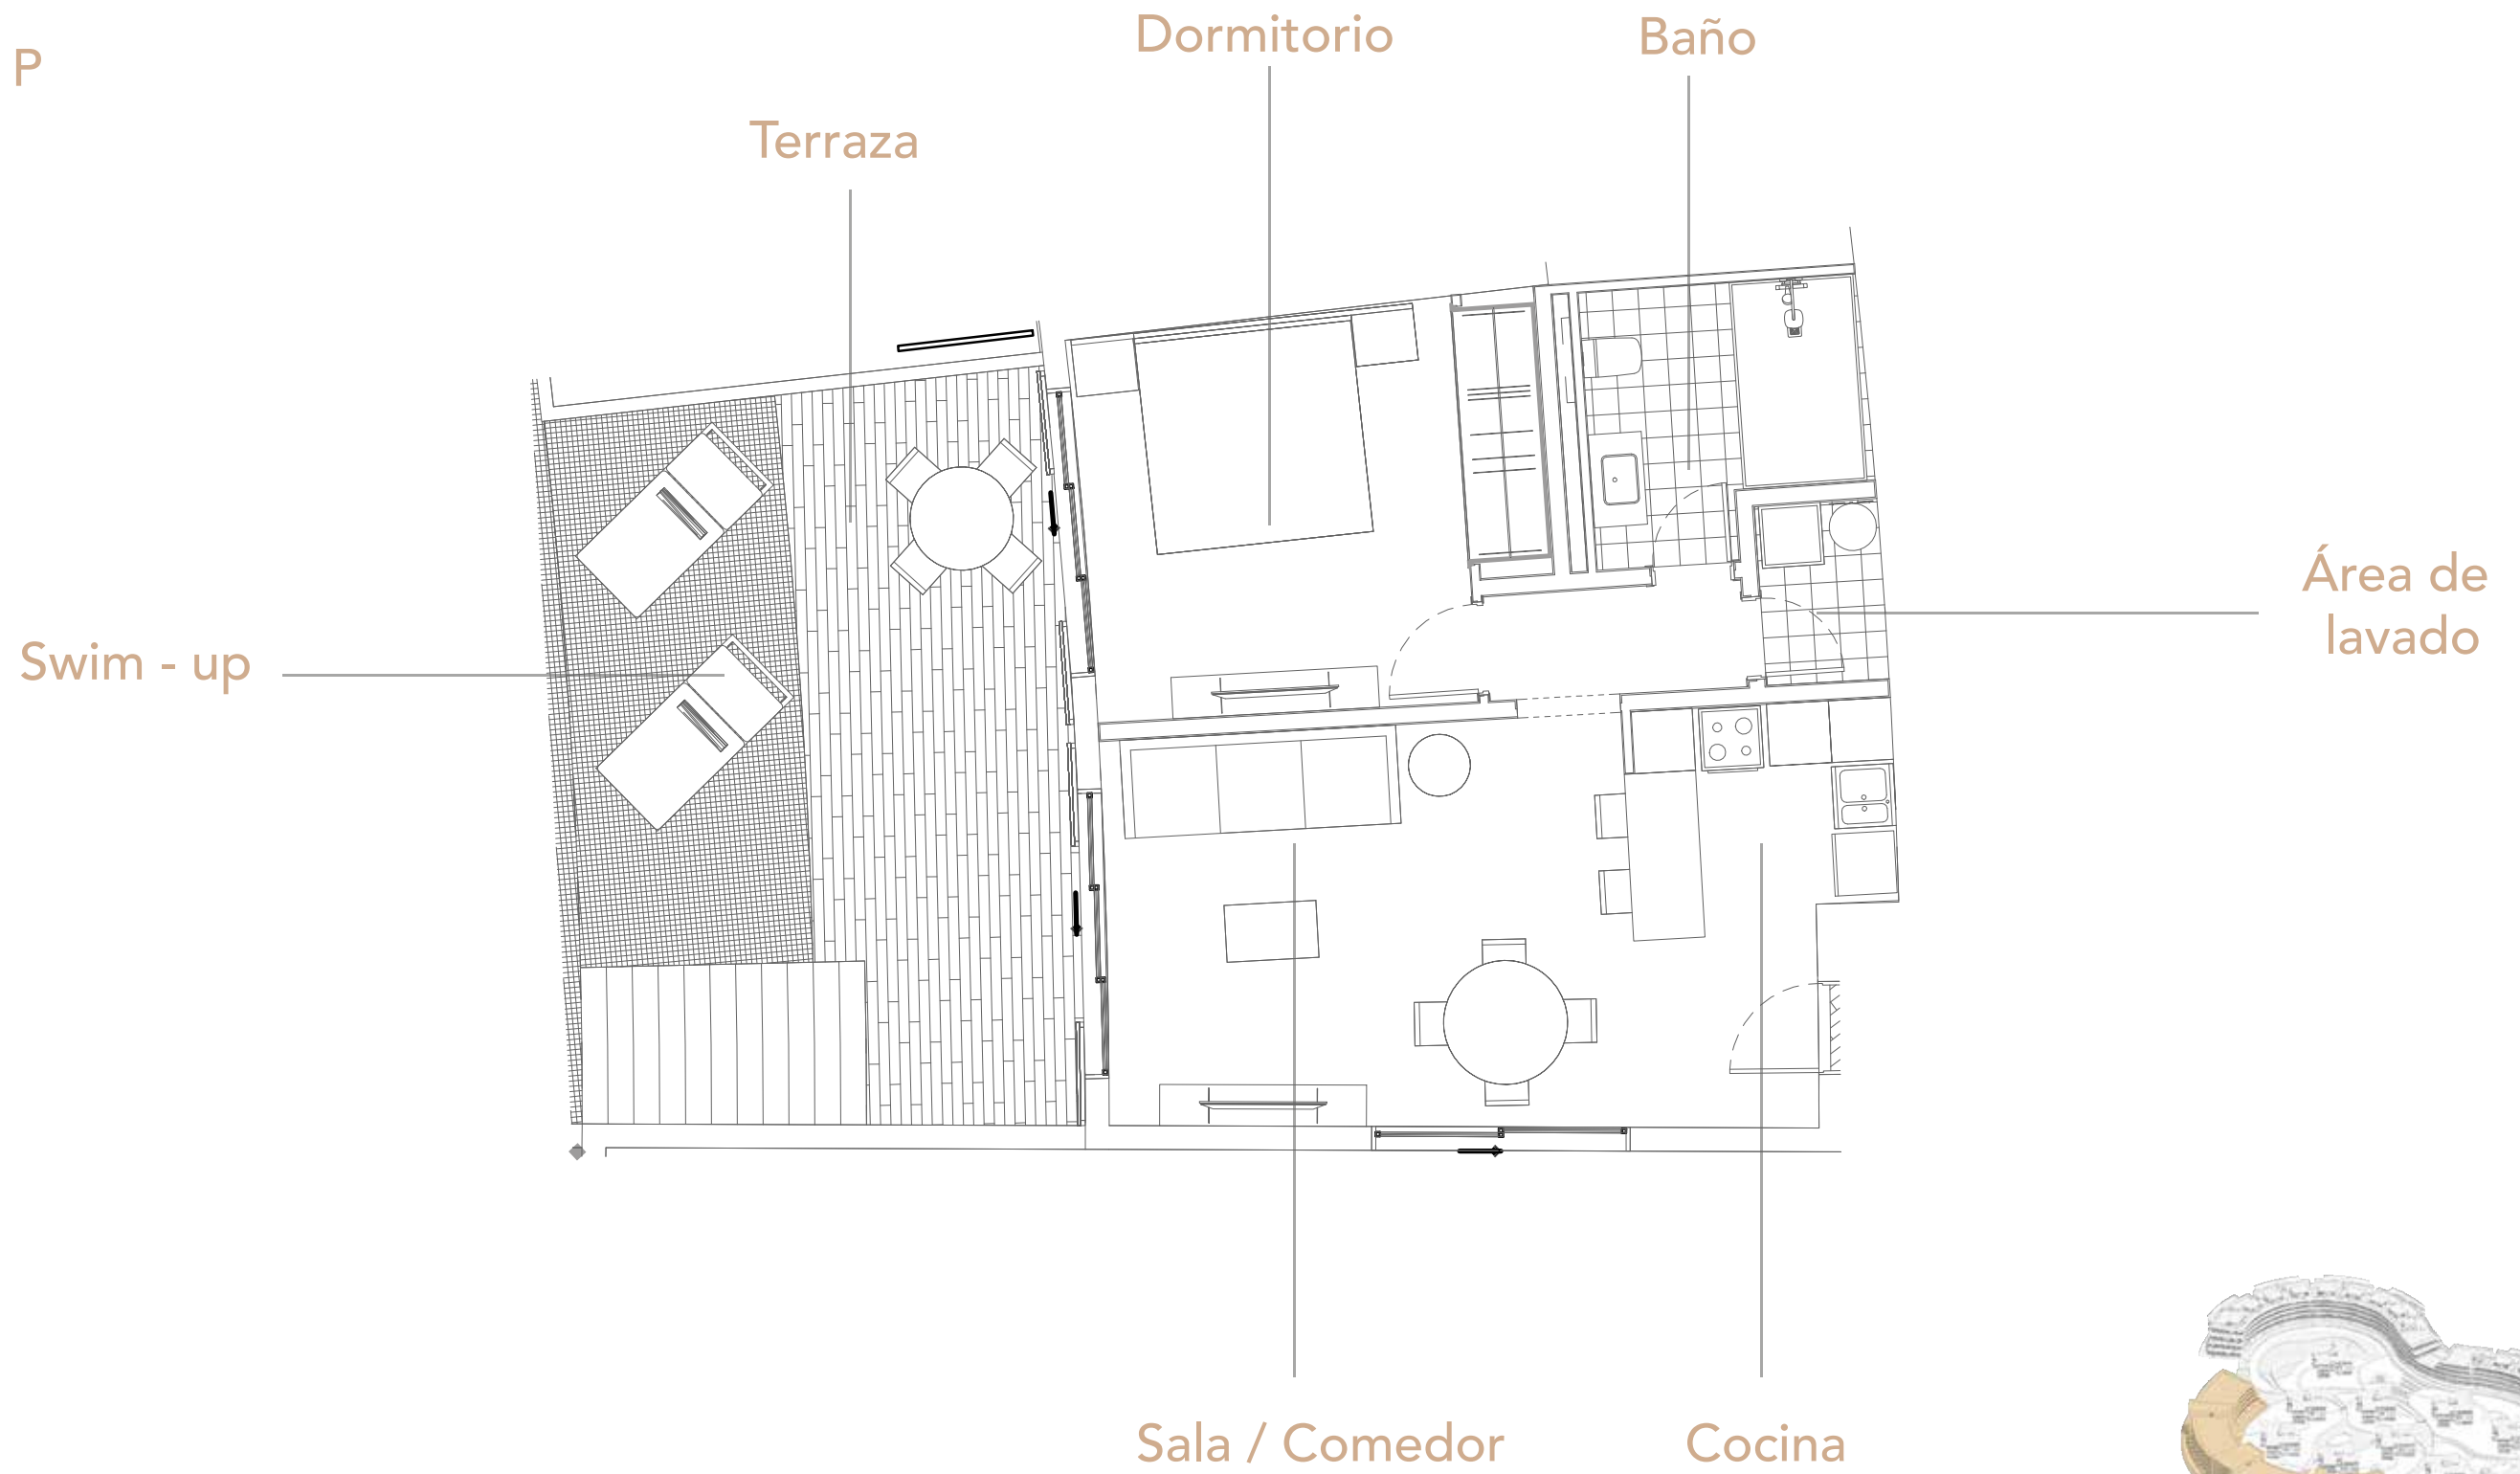 P
Dormitorio
Baño
Terraza
Área de
lavado
Swim - up
Sala / Comedor
Cocina